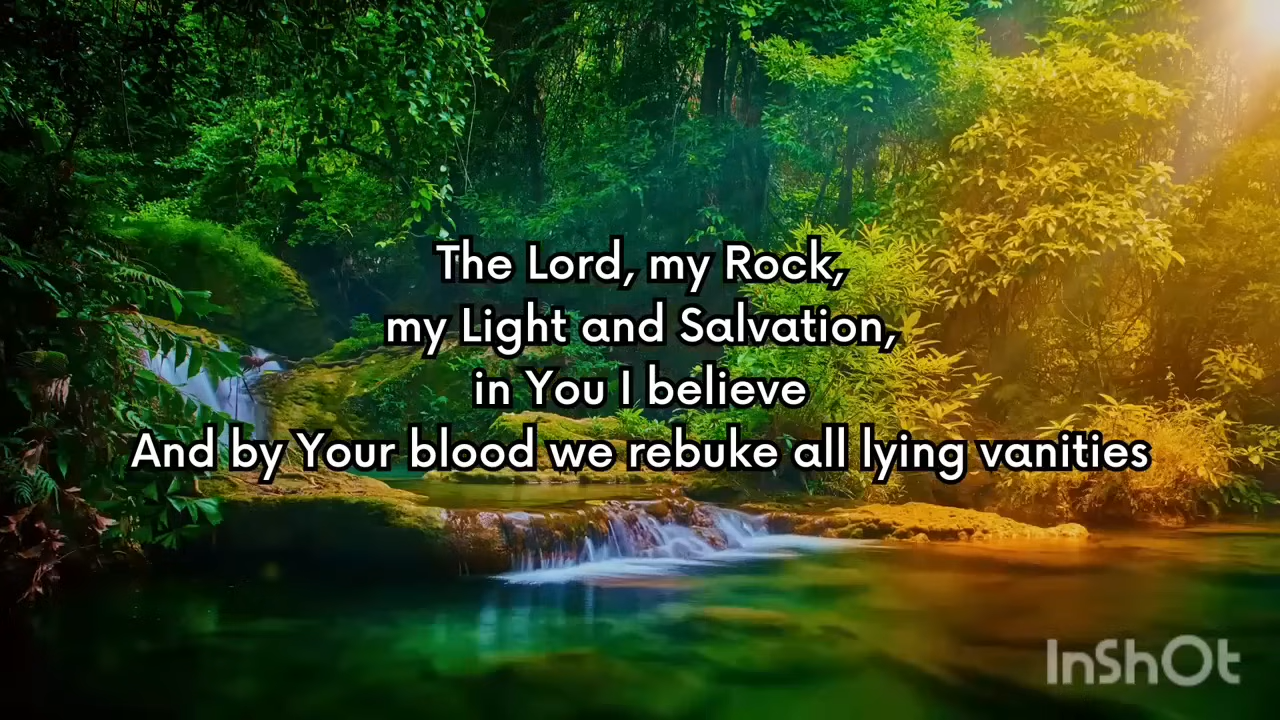 The Lord, my Rock,
my Light and Salvation,
in You I believe
And by Your blood we rebuke all lying vanities
InShOt